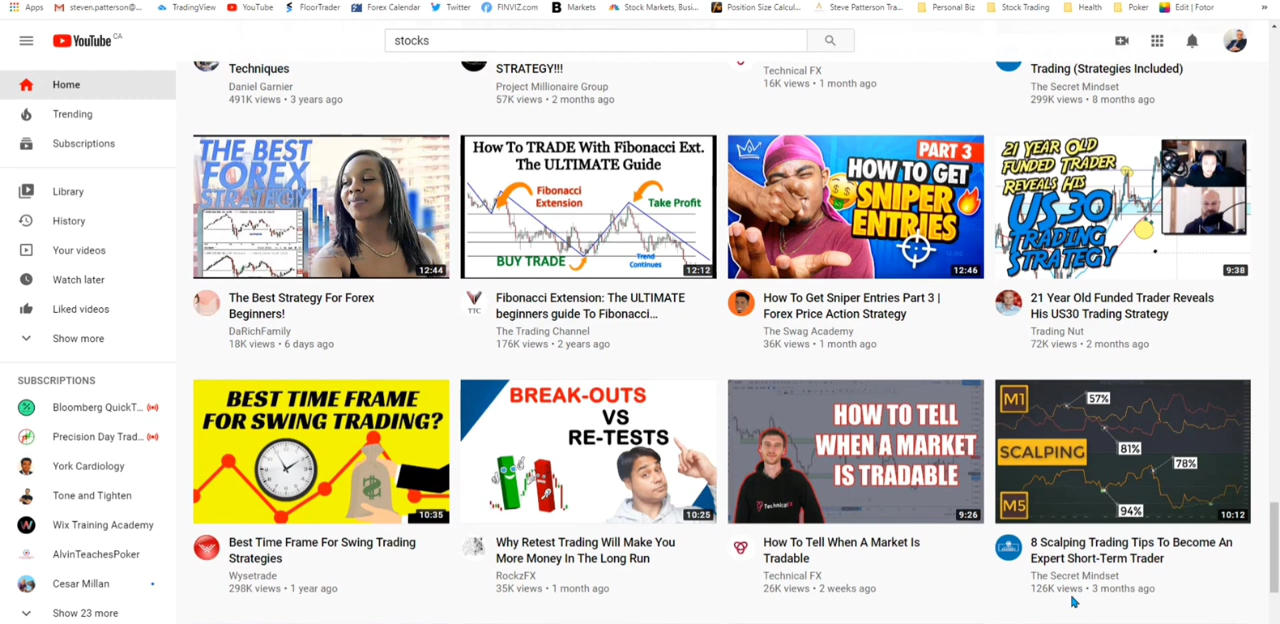 Apps steven.patterson@... TradingView YouTube FloorTrader Forex Calendar Twitter FINVIZ.com Markets Stock Markets, Busi... Position Size Calcul... Steve Patterson Tra... Personal Biz Stock Trading Health Poker Edit | Fotor »
YouTube CA
stocks
Home
Trending
Subscriptions
Library
History
Your videos
Watch later
Liked videos
Show more
SUBSCRIPTIONS
Bloomberg QuickT...
Precision Day Trad...
York Cardiology
Tone and Tighten
Wix Training Academy
AlvinTeachesPoker
Cesar Millan
Show 23 more
Techniques
Daniel Garnier
491K views • 3 years ago
STRATEGY!!!
Project Millionaire Group
57K views • 2 months ago
Technical FX
16K views • 1 month ago
Trading (Strategies Included)
The Secret Mindset
299K views • 8 months ago
THE BEST
FOREX
STRATEGY
12:44
The Best Strategy For Forex
Beginners!
DaRichFamily
18K views • 6 days ago
How To TRADE With Fibonacci Ext.
The ULTIMATE Guide
Fibonacci
Extension
Take Profit
BUY TRADE
Trend
Continues
12:12
TTC
Fibonacci Extension: The ULTIMATE
beginners guide To Fibonacci...
The Trading Channel
176K views • 2 years ago
PART 3
HOW TO GET
SNIPER
ENTRIES
12:46
How To Get Sniper Entries Part 3 |
Forex Price Action Strategy
The Swag Academy
36K views • 1 month ago
21 YEAR OLD
FUNDED TRADER
REVEALS HIS
US30
TRADING
STRATEGY
9:38
21 Year Old Funded Trader Reveals
His US30 Trading Strategy
Trading Nut
72K views • 2 months ago
BEST TIME FRAME
FOR SWING TRADING?
$
10:35
Best Time Frame For Swing Trading
Strategies
Wysetrade
298K views • 1 year ago
BREAK-OUTS
VS
RE-TESTS
10:25
Why Retest Trading Will Make You
More Money In The Long Run
RockzFX
35K views • 1 month ago
HOW TO TELL
WHEN A MARKET
IS TRADABLE
TechnicalFX
9:26
How To Tell When A Market Is
Tradable
Technical FX
26K views • 2 weeks ago
M1
57%
81%
SCALPING
78%
M5
94%
10:12
8 Scalping Trading Tips To Become An
Expert Short-Term Trader
The Secret Mindset
126K views • 3 months ago